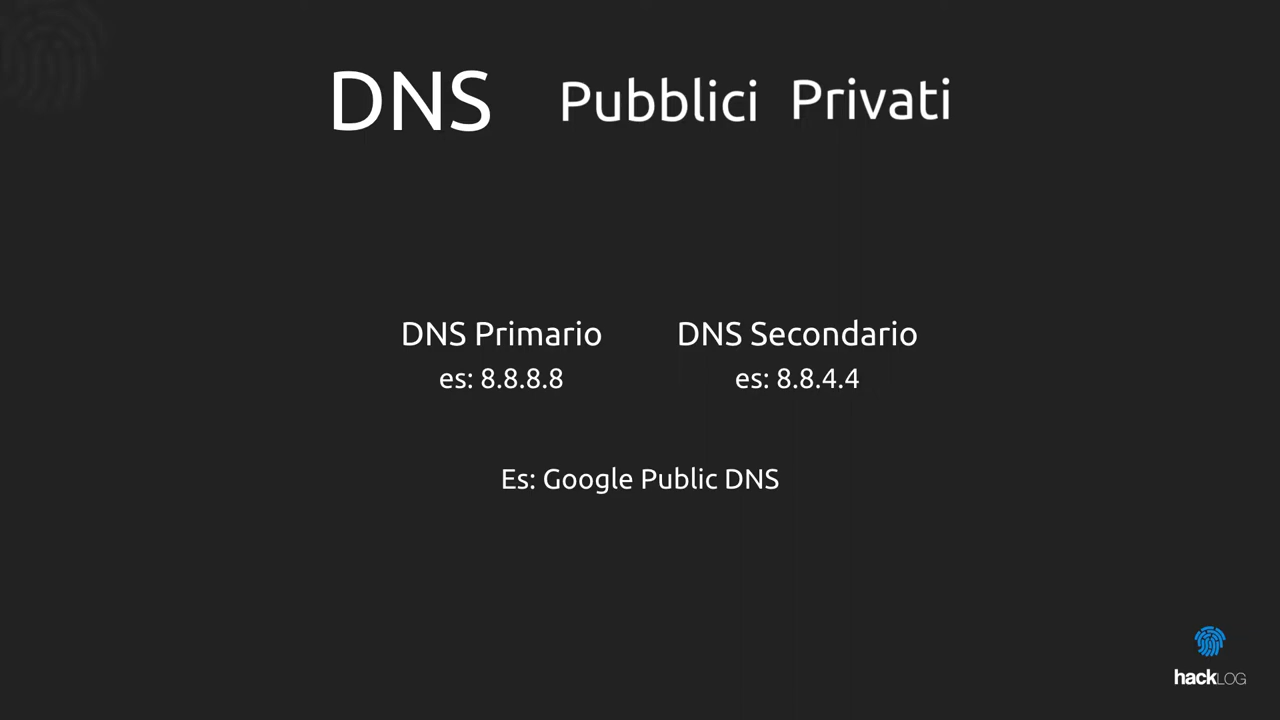 DNS Pubblici Privati
DNS Primario DNS Secondario
es: 8.8.8.8 es: 8.8.4.4
Es: Google Public DNS
hackLOG